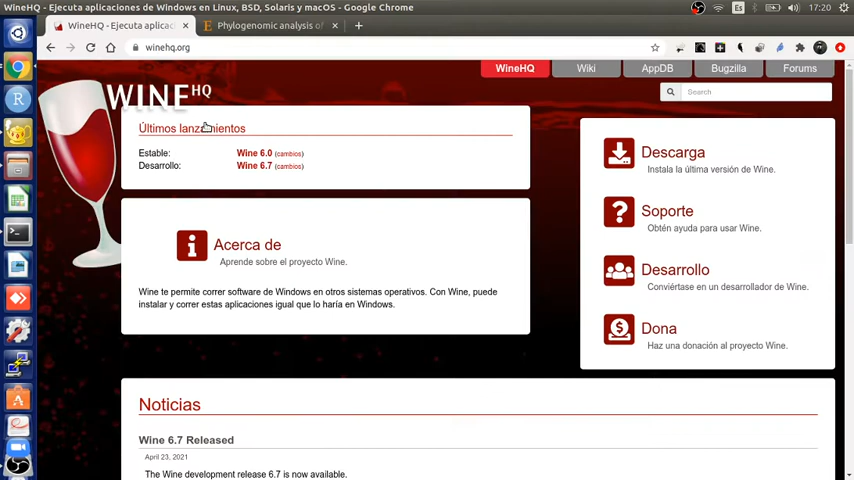 WineHQ - Ejecuta aplicaciones de Windows en Linux, BSD, Solaris y macOS - Google Chrome
Es
17:20
WineHQ - Ejecuta aplicac
Phylogenomic analysis of
winehq.org
WINE HQ
WineHQ
Wiki
AppDB
Bugzilla
Forums
Search
Últimos lanzamientos
Estable: Wine 6.0 (cambios)
Desarrollo: Wine 6.7 (cambios)
Acerca de
Aprende sobre el proyecto Wine.
Wine te permite correr software de Windows en otros sistemas operativos. Con Wine, puede
instalar y correr estas aplicaciones igual que lo haría en Windows.
Descarga
Instala la última versión de Wine.
Soporte
Obtén ayuda para usar Wine.
Desarrollo
Conviértase en un desarrollador de Wine.
Dona
Haz una donación al proyecto Wine.
Noticias
Wine 6.7 Released
April 23, 2021
The Wine development release 6.7 is now available.